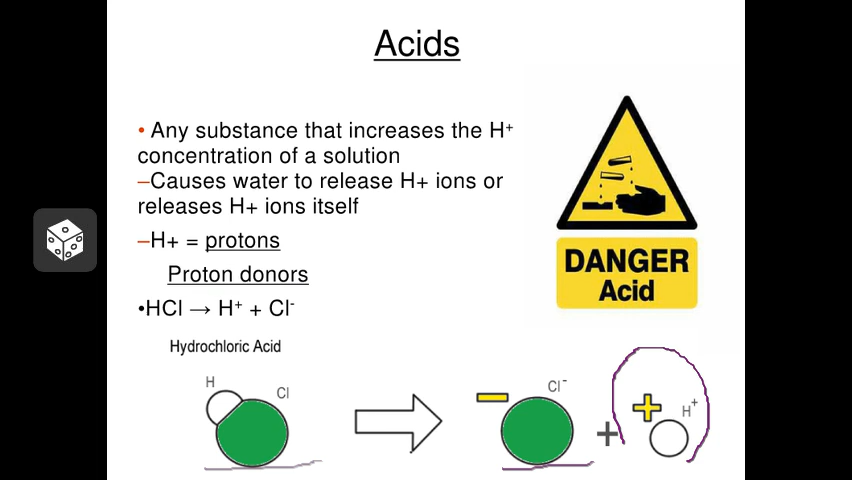 Acids
• Any substance that increases the H⁺
concentration of a solution
–Causes water to release H+ ions or
releases H+ ions itself
–H+ = protons
Proton donors
•HCl → H⁺ + Cl⁻
Hydrochloric Acid
DANGER
Acid
H
Cl
Cl⁻
+
H⁺